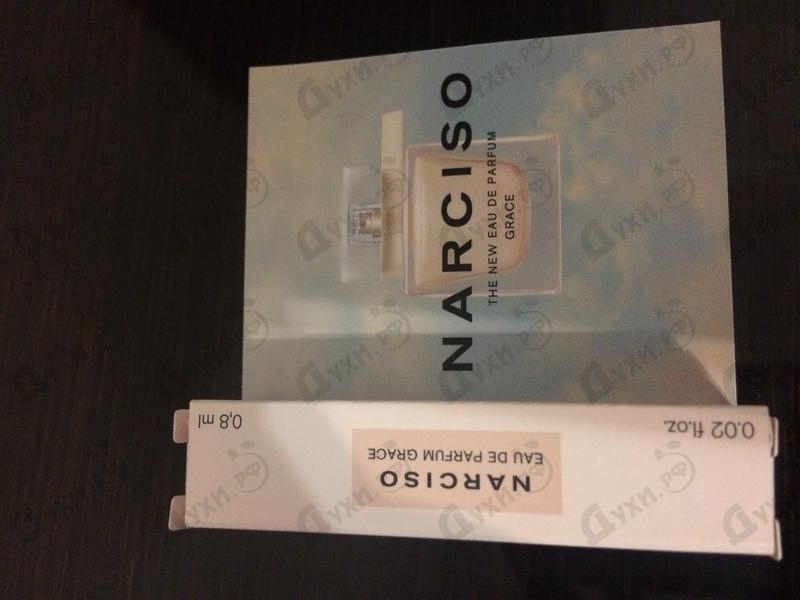 NARCISO
THE NEW EAU DE PARFUM
GRACE
0.02 fl.oz.
NARCISO
EAU DE PARFUM GRACE
0,8 ml
Духи.рф